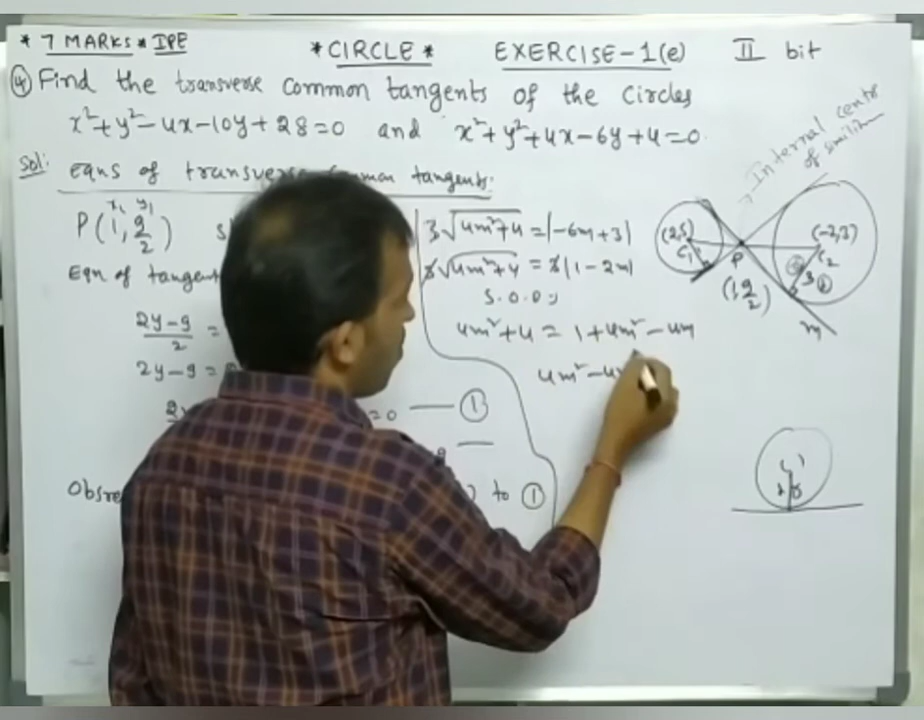 * 7 MARKS * IPE
* CIRCLE *
EXERCISE-1(e)
II bit
④ Find the transverse common tangents of the circles
x²+y²-4x-10y+28=0 and x²+y²+4x-6y+4=0.
Sol: Eqns of transverse common tangents:
x₁ y₁
P(1, 9/2)
Eqn of tangent
(2y-9)/2 =
2y-9 =
=0 — ①
Obser
to ①
3√(4m²+4) = |-6m+3|
3√(4m²+4) = 3|(1-2m)
S.O.B.S
4m²+4 = 1+4m²-4m
4m²-4
Internal centre of similitu
(2,5)
C₁
P
(1, 9/2)
(-2,3)
C₂
3
m